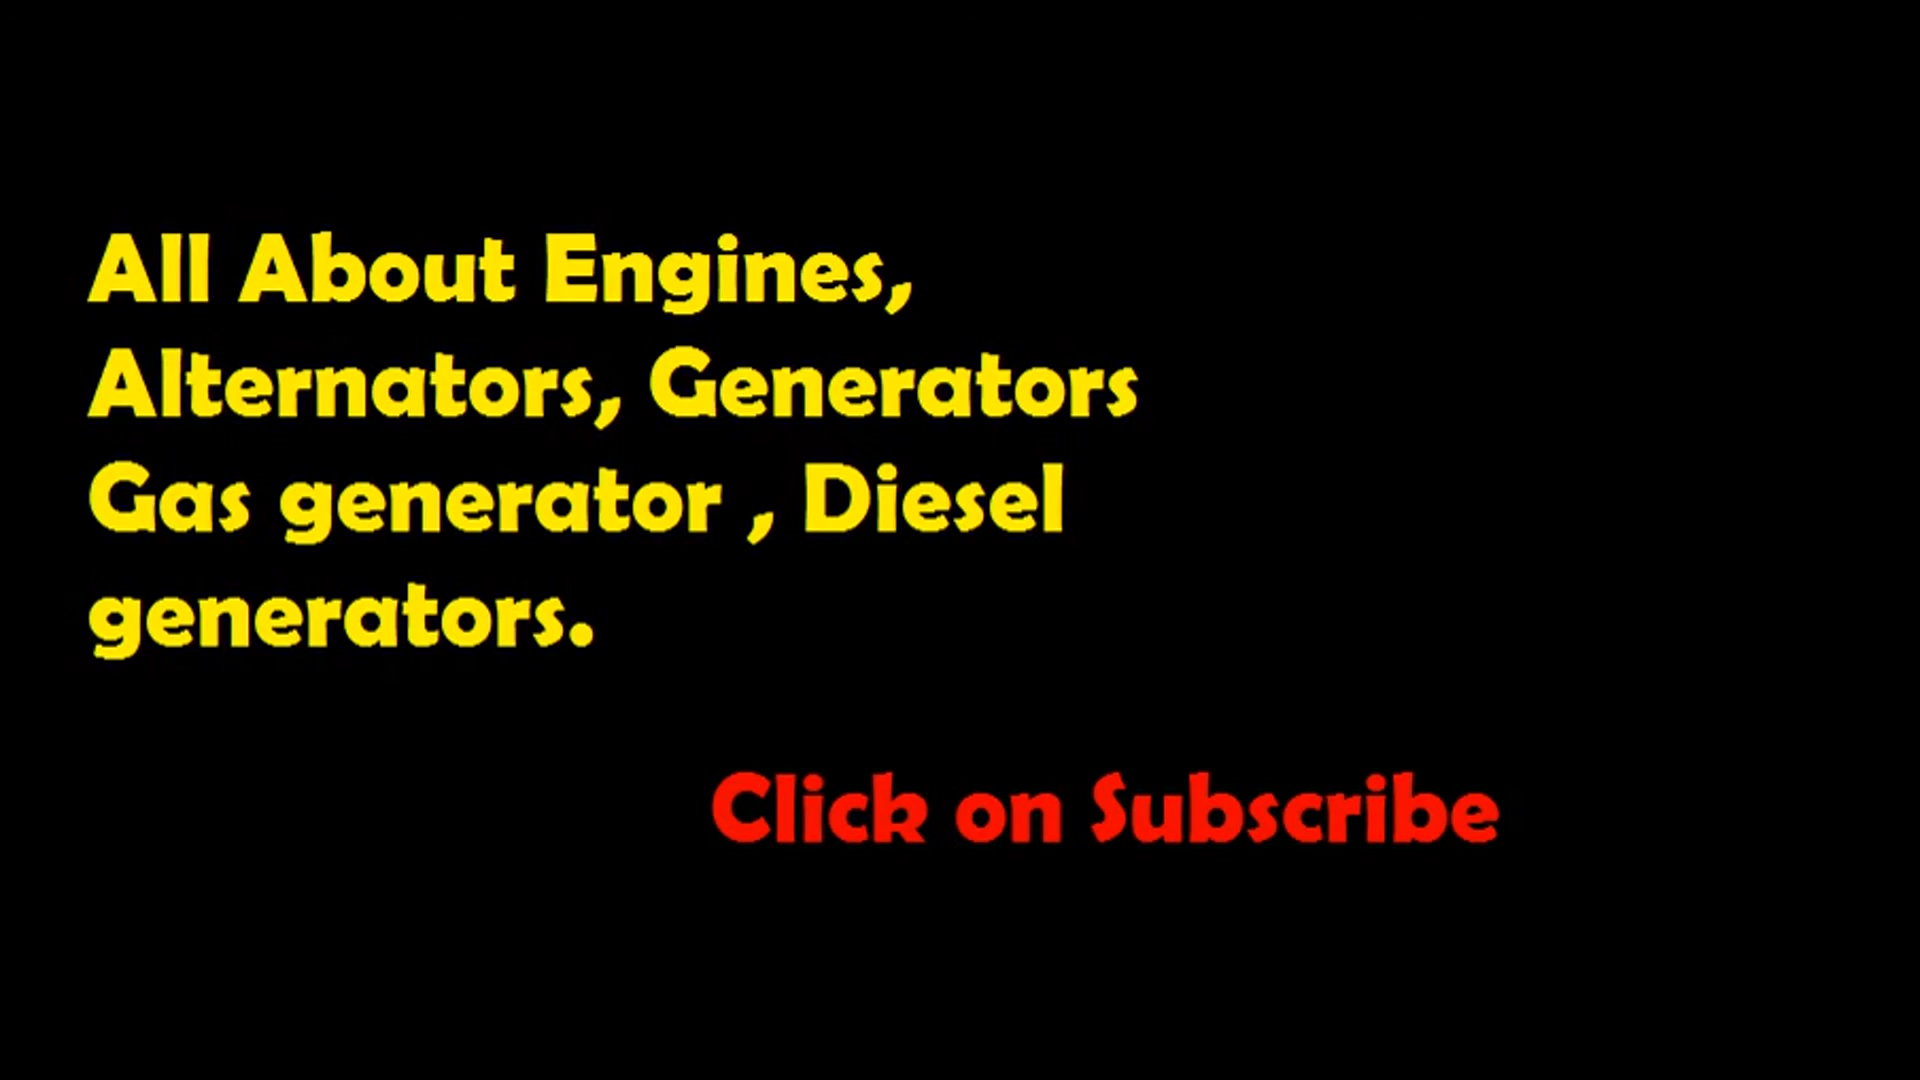 All About Engines,
Alternators, Generators
Gas generator , Diesel
generators.
Click on Subscribe